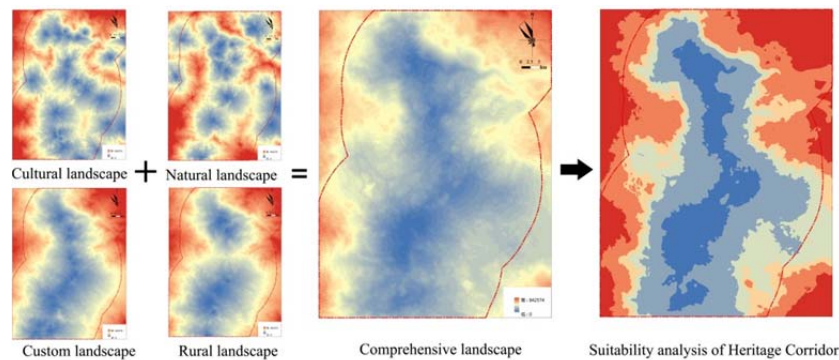 Cultural landscape
+
Natural landscape
=
Custom landscape
Rural landscape
Comprehensive landscape
Suitability analysis of Heritage Corridor